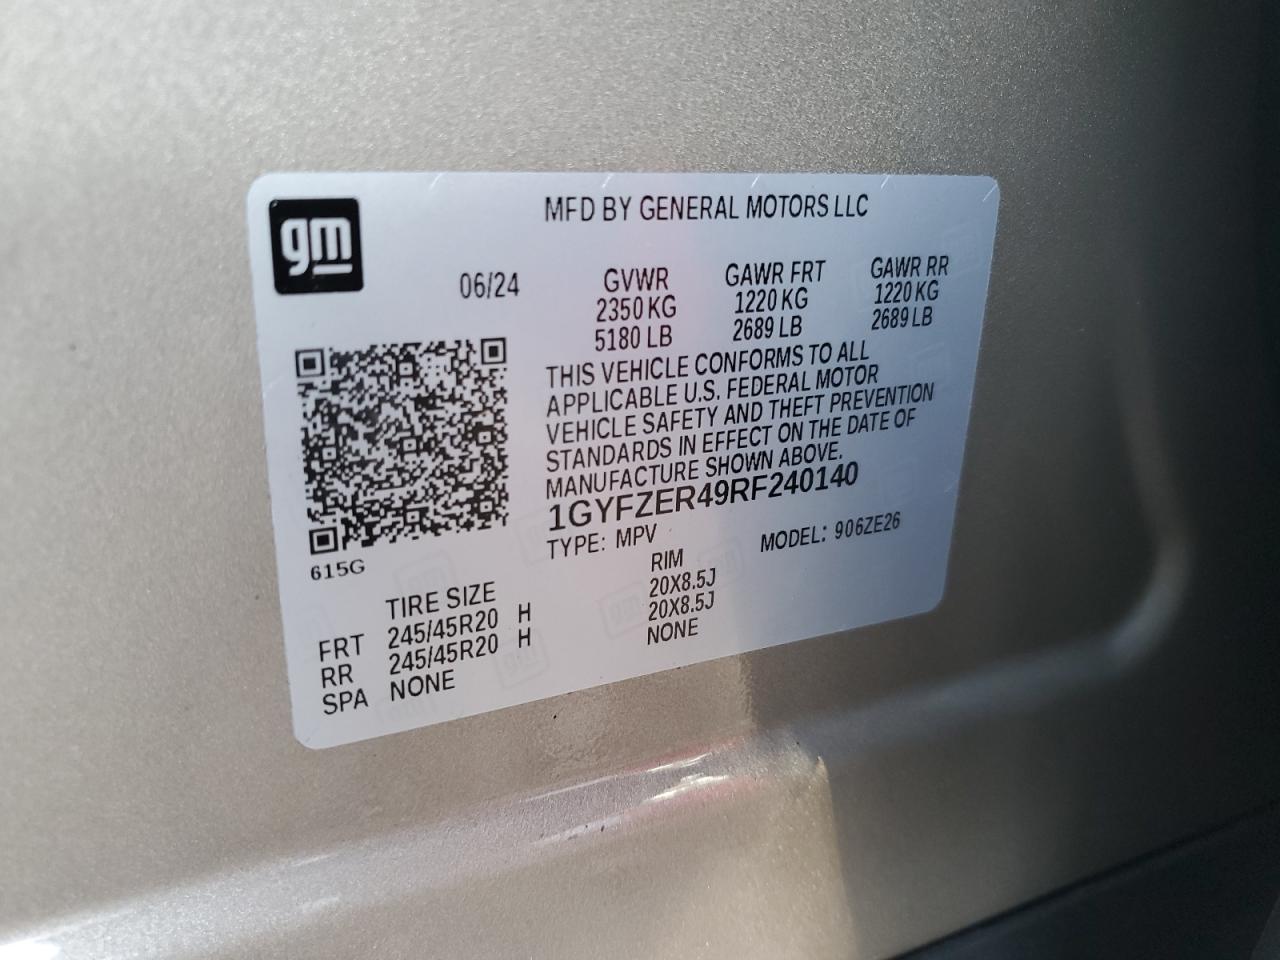 gm
MFD BY GENERAL MOTORS LLC
06/24
GVWR
2350 KG
5180 LB
GAWR FRT
1220 KG
2689 LB
GAWR RR
1220 KG
2689 LB
THIS VEHICLE CONFORMS TO ALL
APPLICABLE U.S. FEDERAL MOTOR
VEHICLE SAFETY AND THEFT PREVENTION
STANDARDS IN EFFECT ON THE DATE OF
MANUFACTURE SHOWN ABOVE.
1GYFZER49RF240140
TYPE: MPV
MODEL: 906ZE26
615G
TIRE SIZE
RIM
FRT 245/45R20 H 20X8.5J
RR 245/45R20 H 20X8.5J
SPA NONE NONE